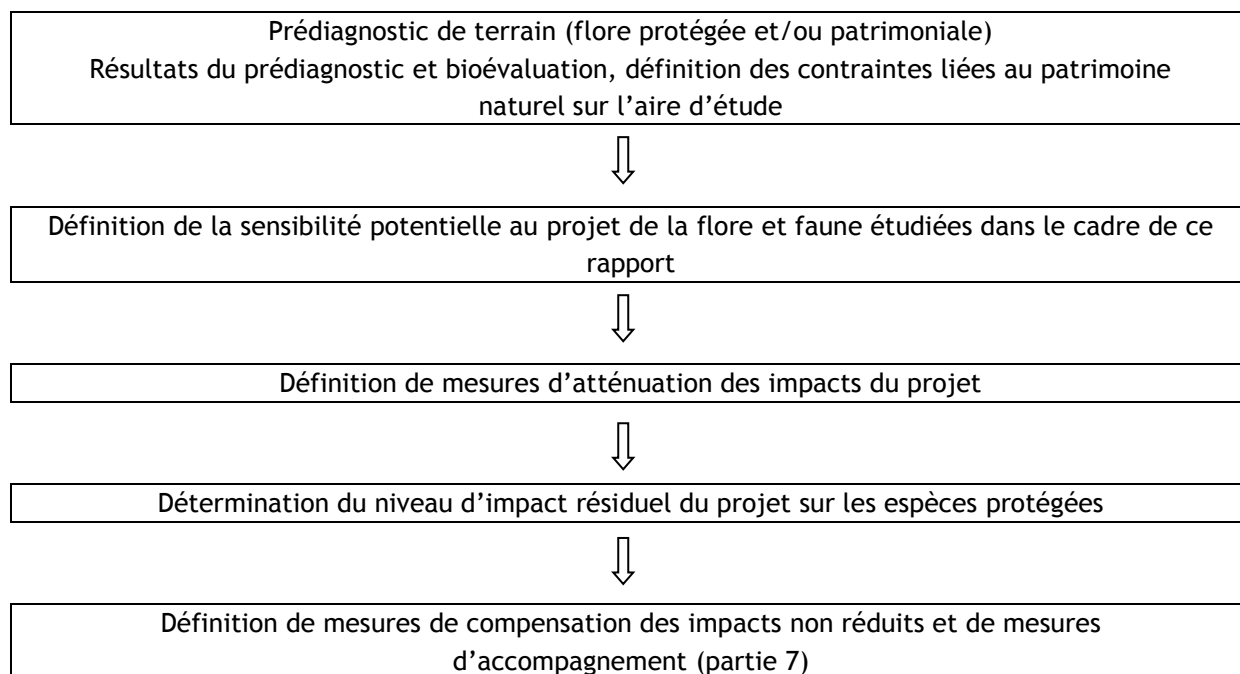 Prédiagnostic de terrain (flore protégée et/ou patrimoniale)
Résultats du prédiagnostic et bioévaluation, définition des contraintes liées au patrimoine
naturel sur l’aire d’étude
Définition de la sensibilité potentielle au projet de la flore et faune étudiées dans le cadre de ce
rapport
Définition de mesures d’atténuation des impacts du projet
Détermination du niveau d’impact résiduel du projet sur les espèces protégées
Définition de mesures de compensation des impacts non réduits et de mesures
d’accompagnement (partie 7)